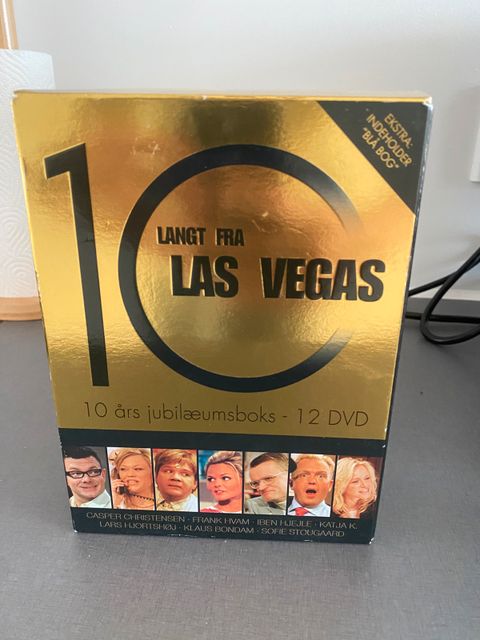 EKSTRA:
INDEHOLDER
"BLÅ BOG"
10
LANGT FRA
LAS VEGAS
10 års jubilæumsboks - 12 DVD
CASPER CHRISTENSEN · FRANK HVAM · IBEN HJEJLE · KATJA K.
LARS HJORTSHØJ · KLAUS BONDAM · SOFIE STOUGAARD